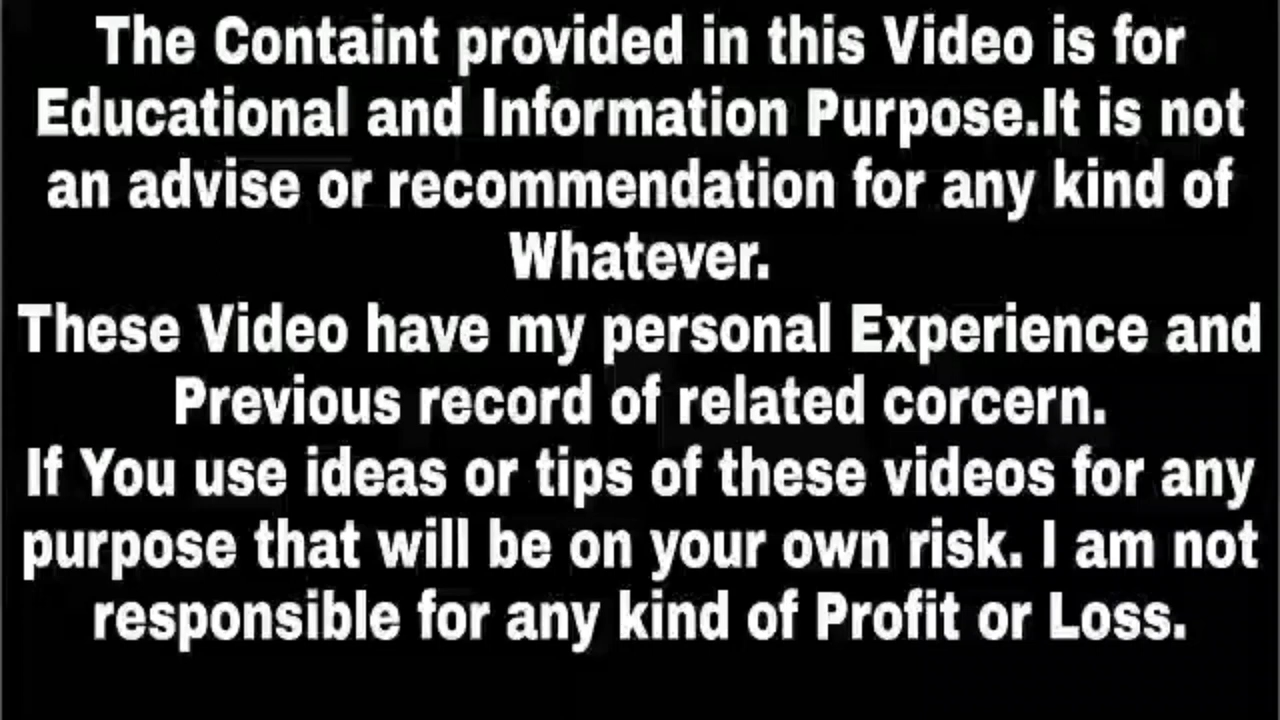 The Containt provided in this Video is for
Educational and Information Purpose.It is not
an advise or recommendation for any kind of
Whatever.
These Video have my personal Experience and
Previous record of related corcern.
If You use ideas or tips of these videos for any
purpose that will be on your own risk. I am not
responsible for any kind of Profit or Loss.